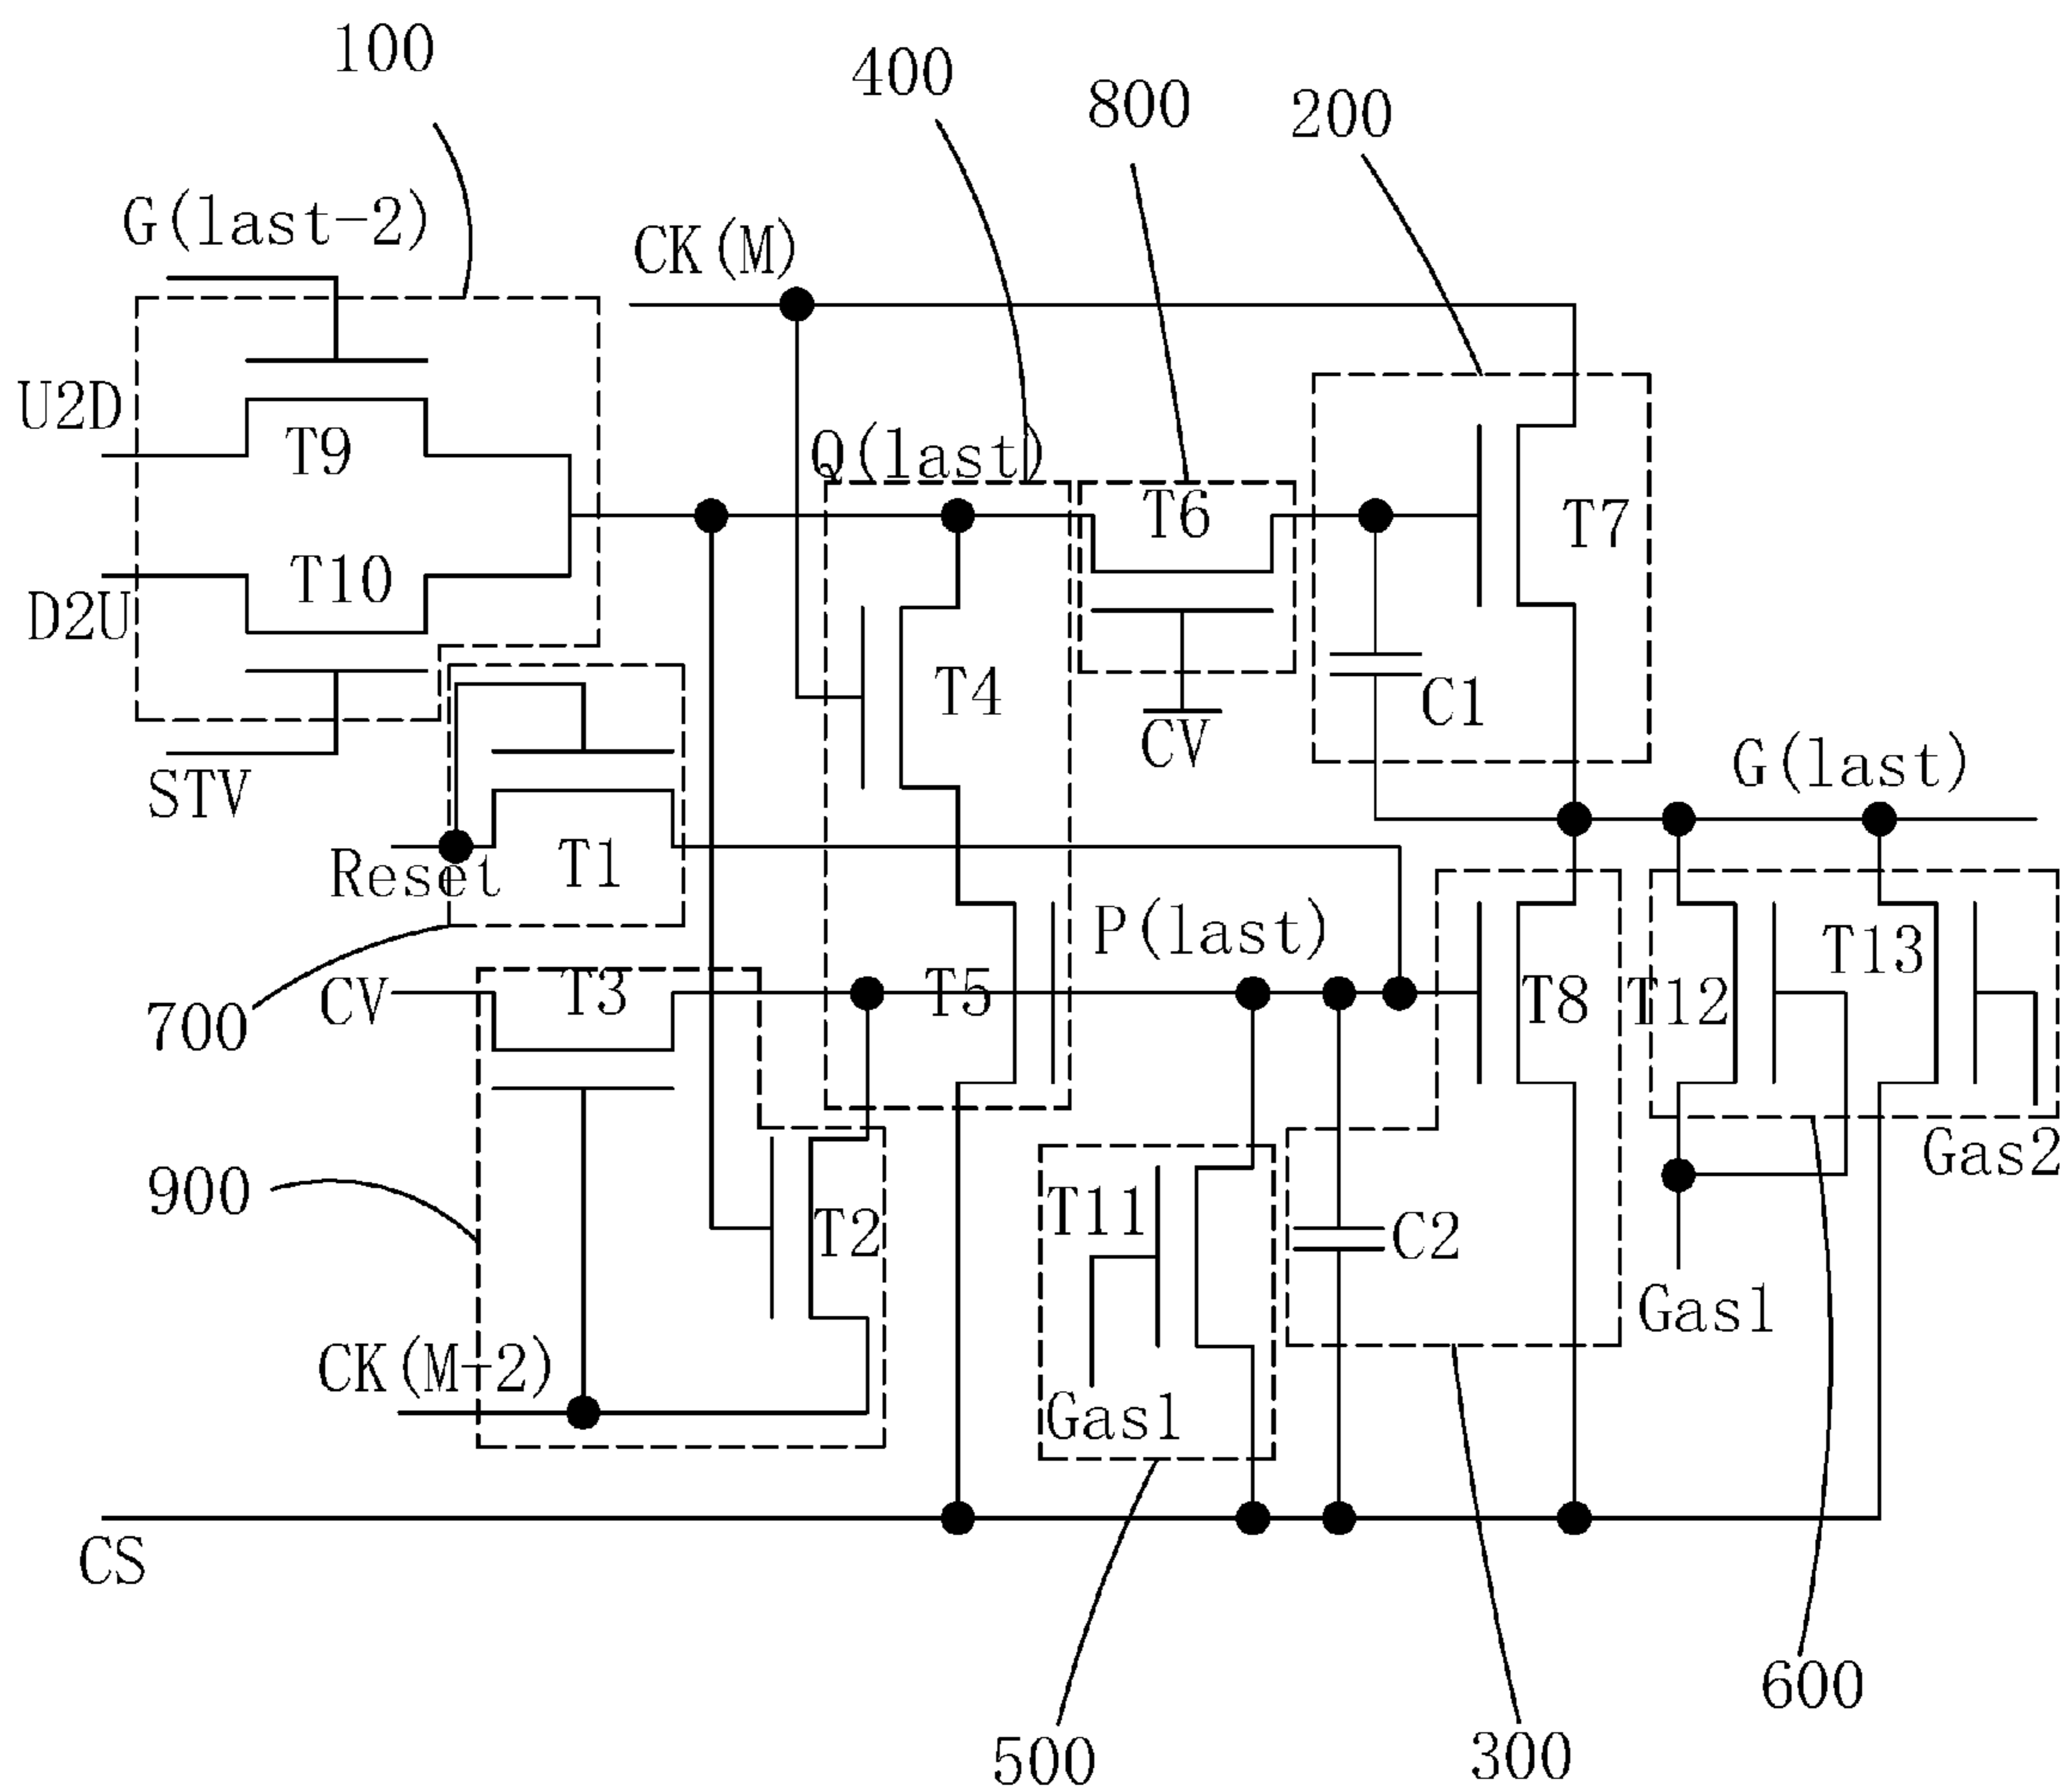 100
400
800
200
G(last-2)
CK(M)
U2D
T9
Q(last)
T6
T7
T10
D2U
T4
C1
CV
STV
G(last)
Reset
T1
P(last)
T13
700
CV
T3
T5
T8
T12
900
T2
T11
C2
Gas2
Gas1
CK(M-2)
Gas1
CS
600
500
300